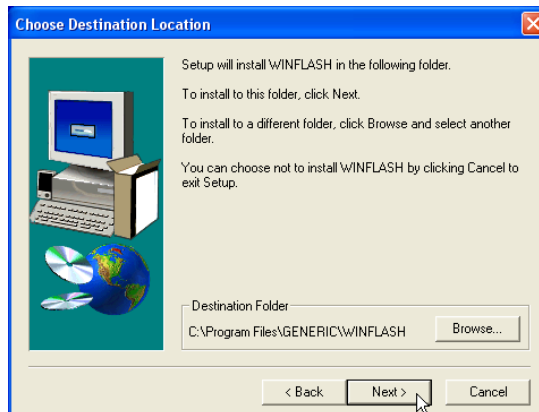 Choose Destination Location
Setup will install WINFLASH in the following folder.
To install to this folder, click Next.
To install to a different folder, click Browse and select another
folder.
You can choose not to install WINFLASH by clicking Cancel to
exit Setup.
Destination Folder
C:\Program Files\GENERIC\WINFLASH
Browse...
< Back
Next >
Cancel